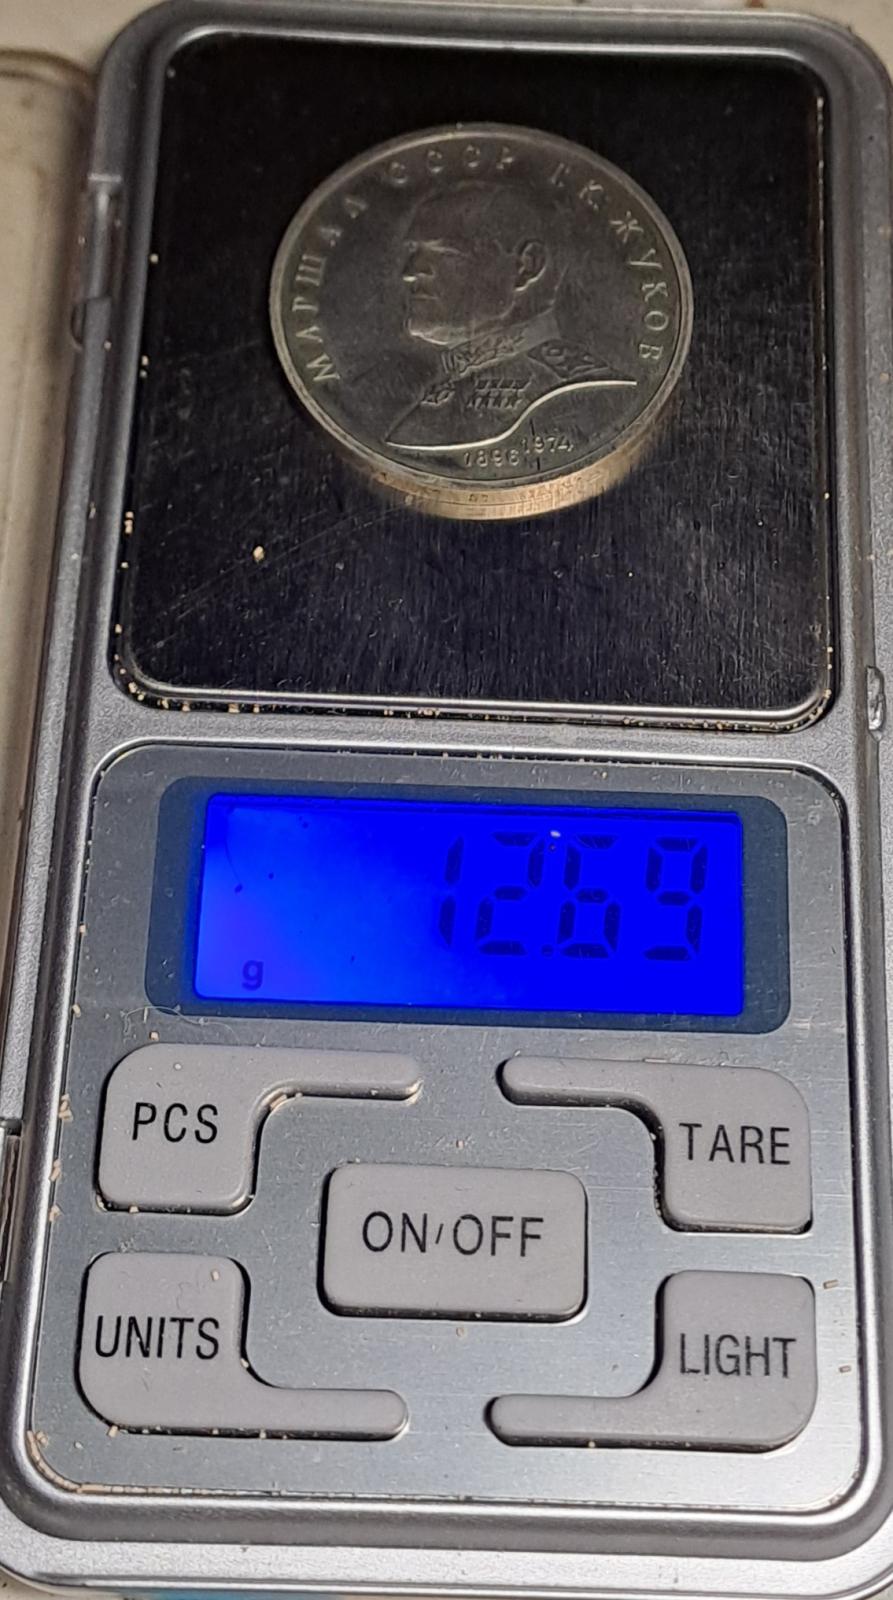 МАРШАЛ СССР Г.К. ЖУКОВ
1896 1974
12.69
g
PCS
TARE
ON/OFF
UNITS
LIGHT